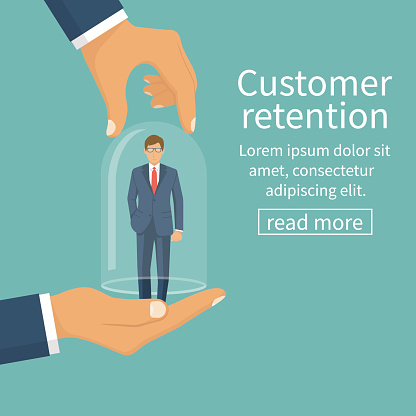 Customer
retention
Lorem ipsum dolor sit
amet, consectetur
adipiscing elit.
read more